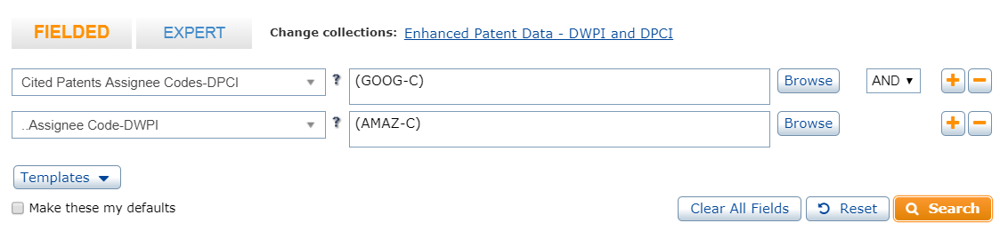 FIELDED EXPERT Change collections: Enhanced Patent Data - DWPI and DPCI
Cited Patents Assignee Codes-DPCI ? (GOOG-C) Browse AND + −
..Assignee Code-DWPI ? (AMAZ-C) Browse + −
Templates
Make these my defaults Clear All Fields Reset Search